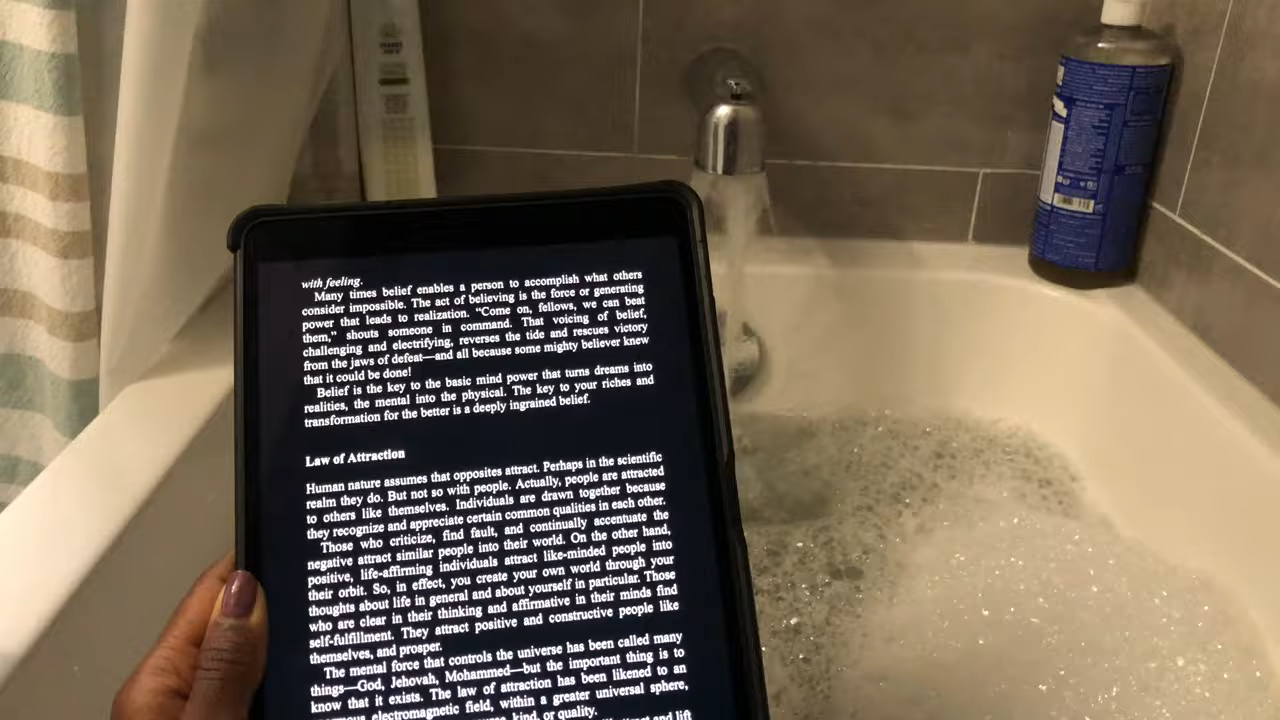 with feeling.
Many times belief enables a person to accomplish what others
consider impossible. The act of believing is the force or generating
power that leads to realization. “Come on, fellows, we can beat
them,” shouts someone in command. That voicing of belief,
challenging and electrifying, reverses the tide and rescues victory
from the jaws of defeat—and all because some mighty believer knew
that it could be done!
Belief is the key to the basic mind power that turns dreams into
realities, the mental into the physical. The key to your riches and
transformation for the better is a deeply ingrained belief.
Law of Attraction
Human nature assumes that opposites attract. Perhaps in the scientific
realm they do. But not so with people. Actually, people are attracted
to others like themselves. Individuals are drawn together because
they recognize and appreciate certain common qualities in each other.
Those who criticize, find fault, and continually accentuate the
negative attract similar people into their world. On the other hand,
positive, life-affirming individuals attract like-minded people into
their orbit. So, in effect, you create your own world through your
thoughts about life in general and about yourself in particular. Those
who are clear in their thinking and affirmative in their minds find
self-fulfillment. They attract positive and constructive people like
themselves, and prosper.
The mental force that controls the universe has been called many
things—God, Jehovah, Mohammed—but the important thing is to
know that it exists. The law of attraction has been likened to an
electromagnetic field, within a greater universal sphere,
kind, or quality.
and lift